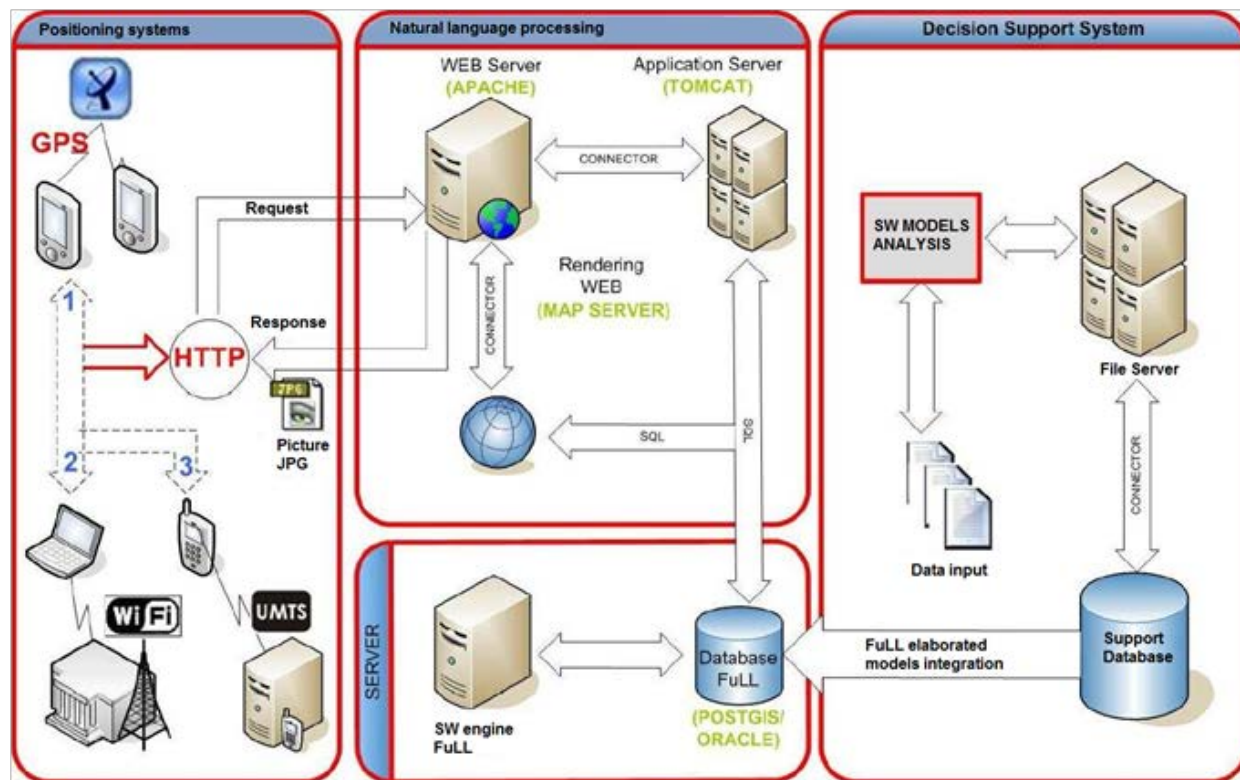 Positioning systems
GPS
1
2
3
HTTP
Request
Response
JPG
Picture
JPG
Wi Fi
UMTS
Natural language processing
WEB Server
(APACHE)
Application Server
(TOMCAT)
CONNECTOR
Rendering
WEB
(MAP SERVER)
CONNECTOR
SQL
SQL
SERVER
SW engine
FuLL
Database
FuLL
(POSTGIS/
ORACLE)
Decision Support System
SW MODELS
ANALYSIS
File Server
CONNECTOR
Data input
FuLL elaborated
models integration
Support
Database